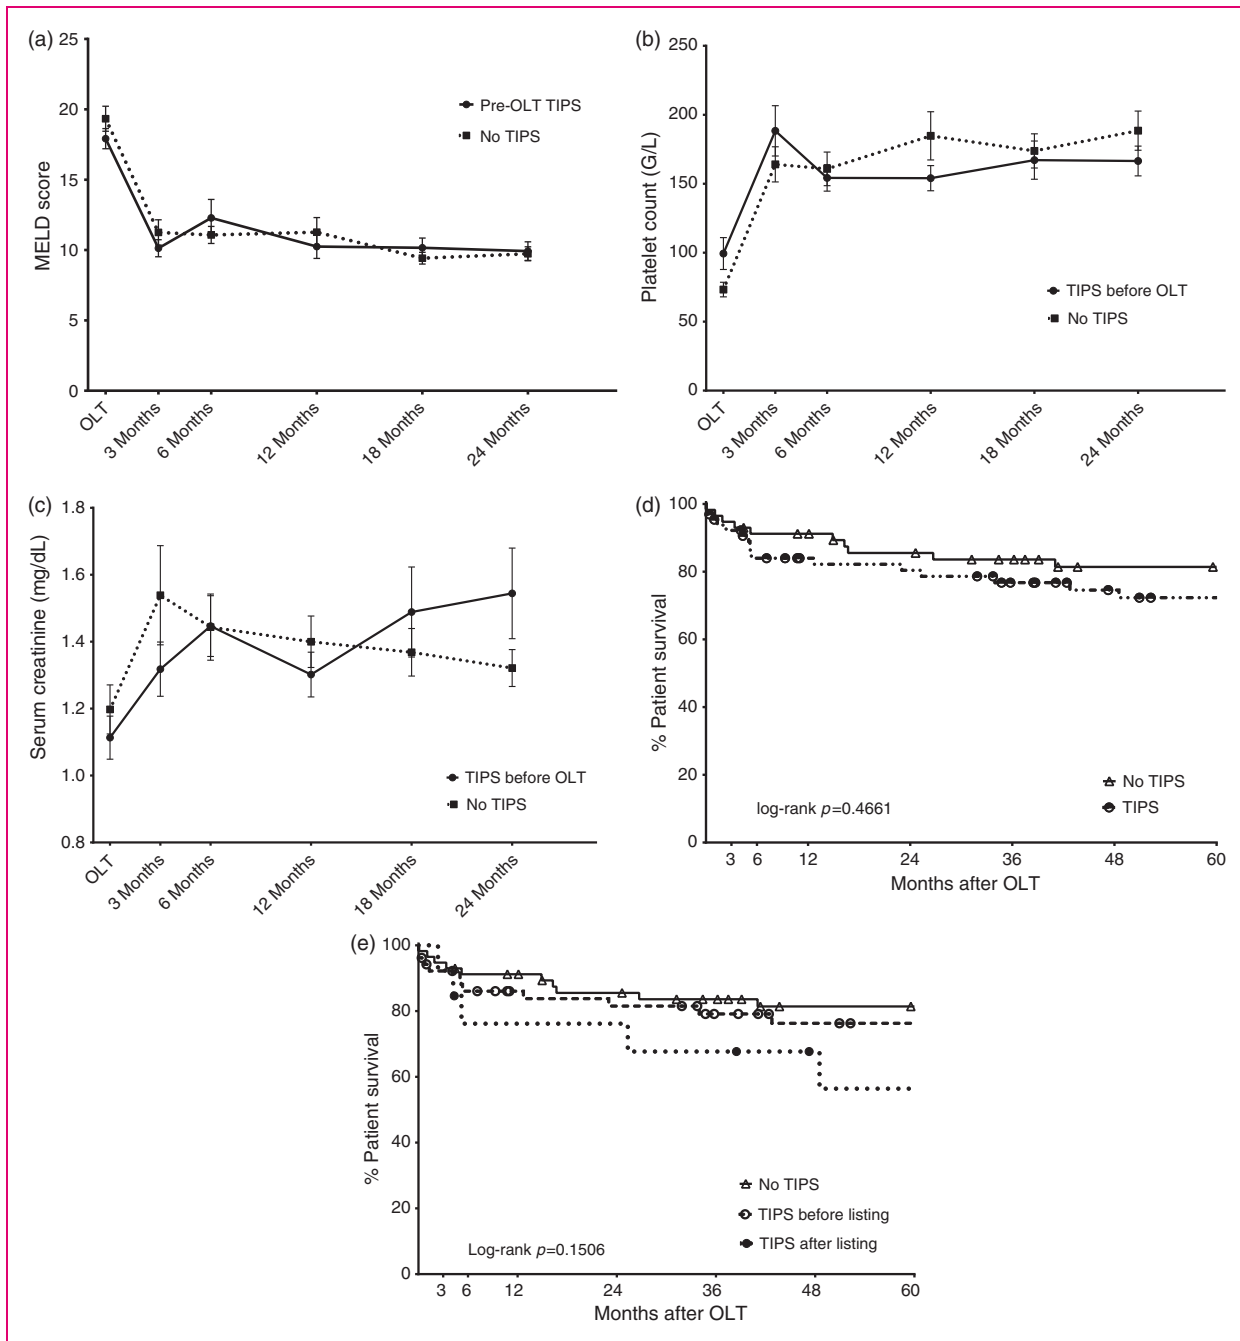 (a)
25
20
15
10
5
0
MELD score
Pre-OLT TIPS
No TIPS
OLT
3 Months
6 Months
12 Months
18 Months
24 Months
(b)
250
200
150
100
50
0
Platelet count (G/L)
TIPS before OLT
No TIPS
OLT
3 Months
6 Months
12 Months
18 Months
24 Months
(c)
1.8
1.6
1.4
1.2
1.0
0.8
Serum creatinine (mg/dL)
TIPS before OLT
No TIPS
OLT
3 Months
6 Months
12 Months
18 Months
24 Months
(d)
100
80
60
40
20
0
% Patient survival
No TIPS
TIPS
log-rank p=0.4661
3 6 12 24 36 48 60
Months after OLT
(e)
100
80
60
40
20
0
% Patient survival
No TIPS
TIPS before listing
TIPS after listing
Log-rank p=0.1506
3 6 12 24 36 48 60
Months after OLT